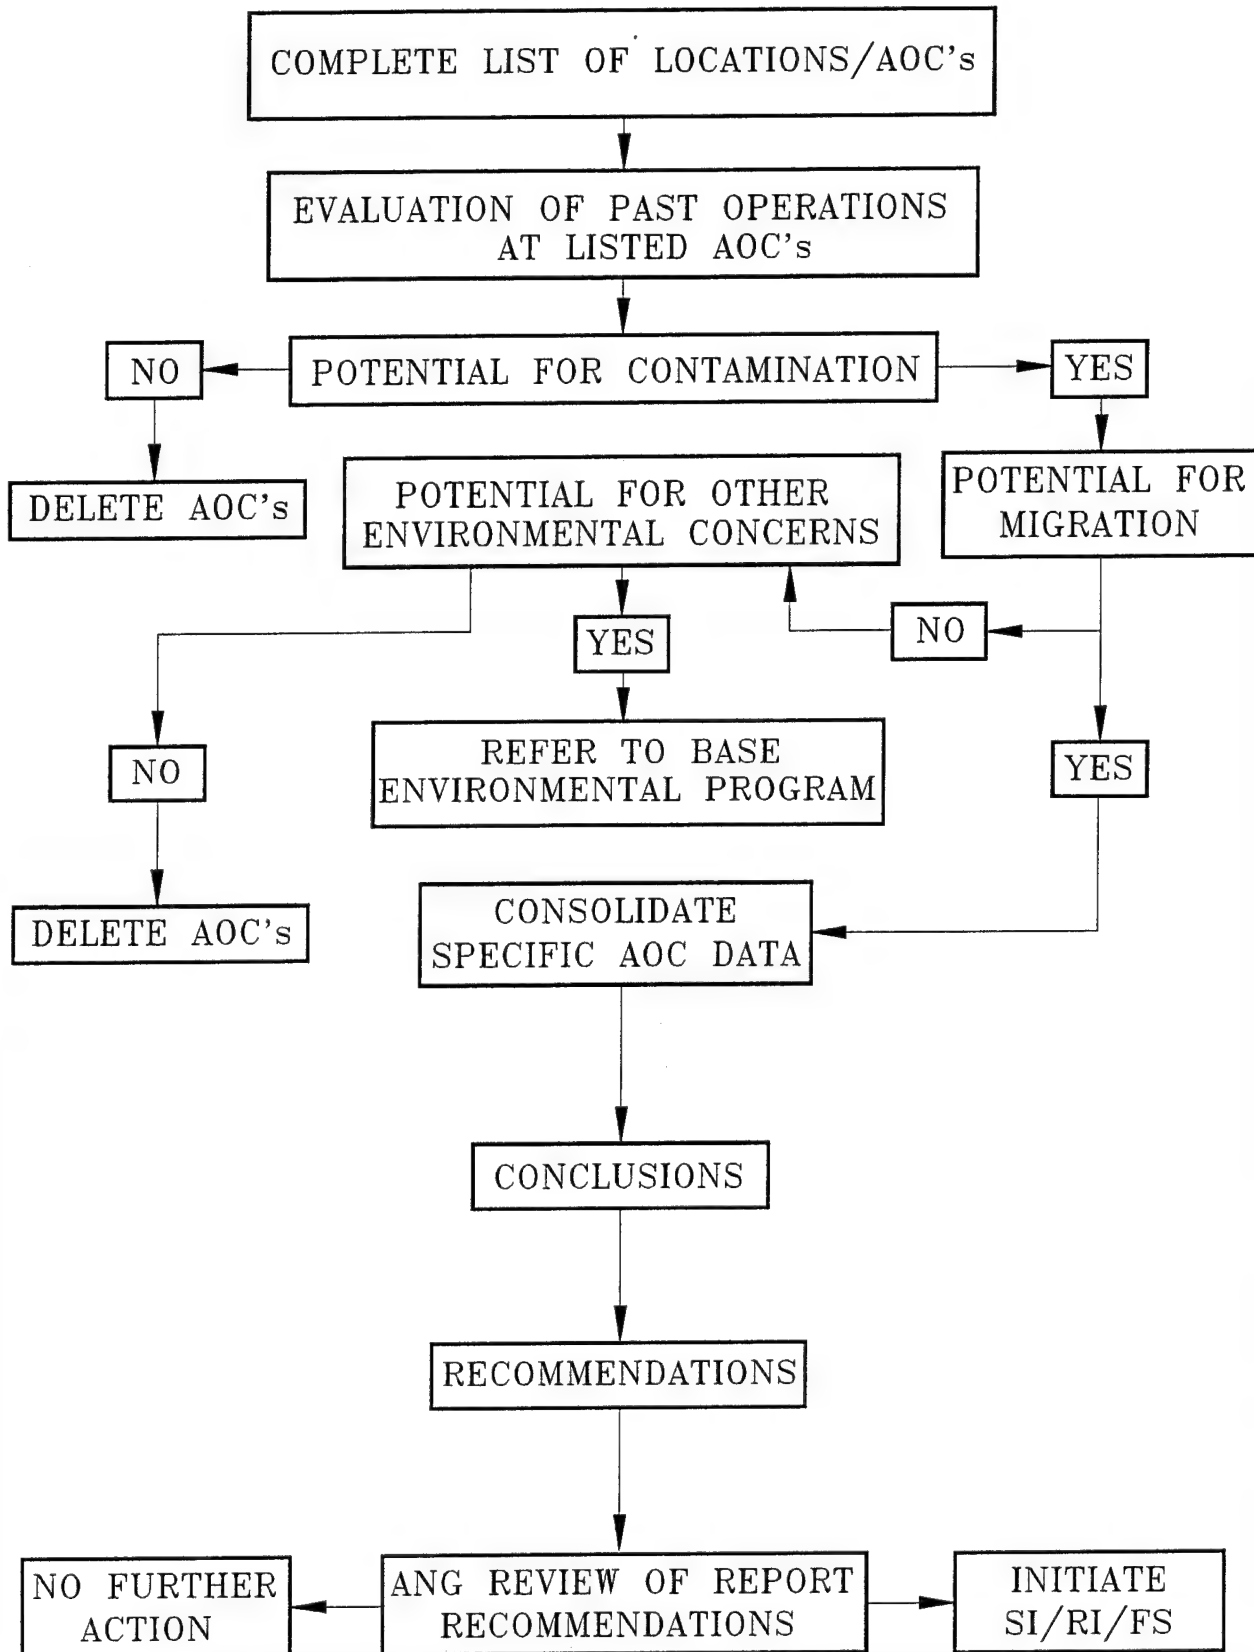 COMPLETE LIST OF LOCATIONS/AOC's
EVALUATION OF PAST OPERATIONS
AT LISTED AOC's
NO
POTENTIAL FOR CONTAMINATION
YES
DELETE AOC's
POTENTIAL FOR OTHER
ENVIRONMENTAL CONCERNS
POTENTIAL FOR
MIGRATION
YES
NO
NO
REFER TO BASE
ENVIRONMENTAL PROGRAM
YES
DELETE AOC's
CONSOLIDATE
SPECIFIC AOC DATA
CONCLUSIONS
RECOMMENDATIONS
NO FURTHER
ACTION
ANG REVIEW OF REPORT
RECOMMENDATIONS
INITIATE
SI/RI/FS